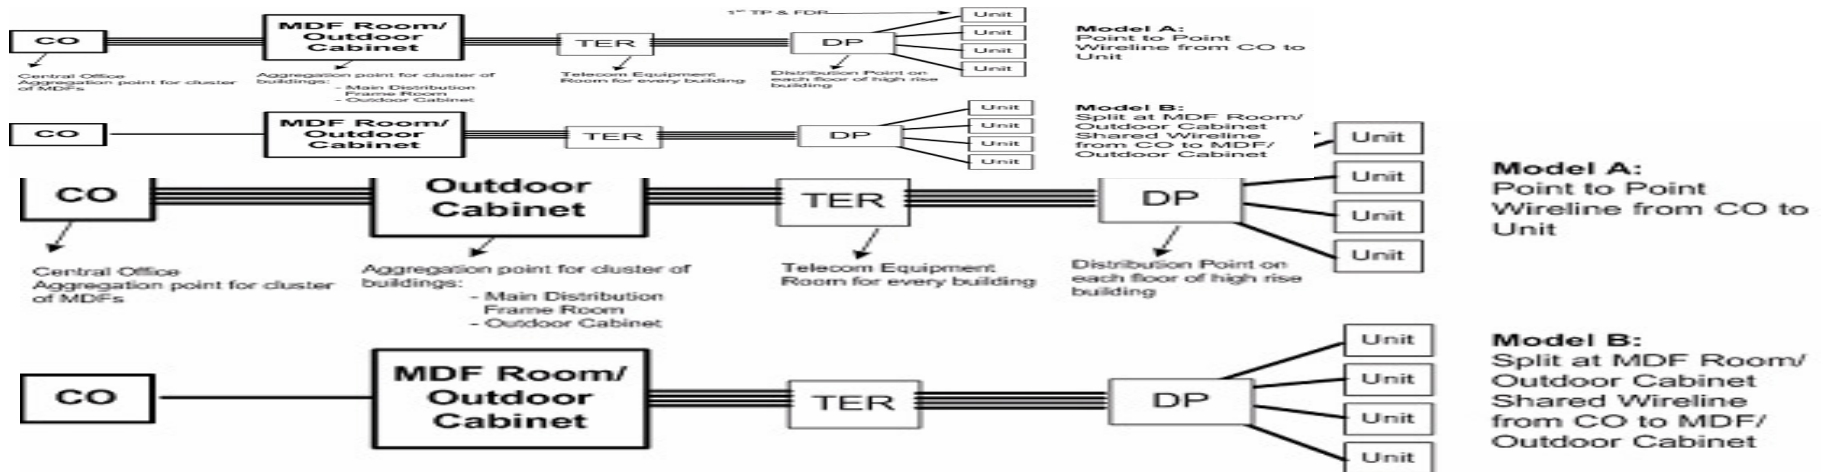 1st TP & FDP
Unit
Unit
Unit
Unit
CO
MDF Room/
Outdoor
Cabinet
TER
DP
Model A:
Point to Point
Wireline from CO to
Unit
Central Office
Aggregation point for cluster
of MDFs
Aggregation point for cluster of
buildings:
- Main Distribution
Frame Room
- Outdoor Cabinet
Telecom Equipment
Room for every building
Distribution Point on
each floor of high rise
building
CO
MDF Room/
Outdoor
Cabinet
TER
DP
Unit
Unit
Unit
Unit
Model B:
Split at MDF Room/
Outdoor Cabinet
Shared Wireline
from CO to MDF/
Outdoor Cabinet
CO
Outdoor
Cabinet
TER
DP
Unit
Unit
Unit
Unit
Model A:
Point to Point
Wireline from CO to
Unit
Central Office
Aggregation point for cluster
of MDFs
Aggregation point for cluster of
buildings:
- Main Distribution
Frame Room
- Outdoor Cabinet
Telecom Equipment
Room for every building
Distribution Point on
each floor of high rise
building
CO
MDF Room/
Outdoor
Cabinet
TER
DP
Unit
Unit
Unit
Unit
Model B:
Split at MDF Room/
Outdoor Cabinet
Shared Wireline
from CO to MDF/
Outdoor Cabinet